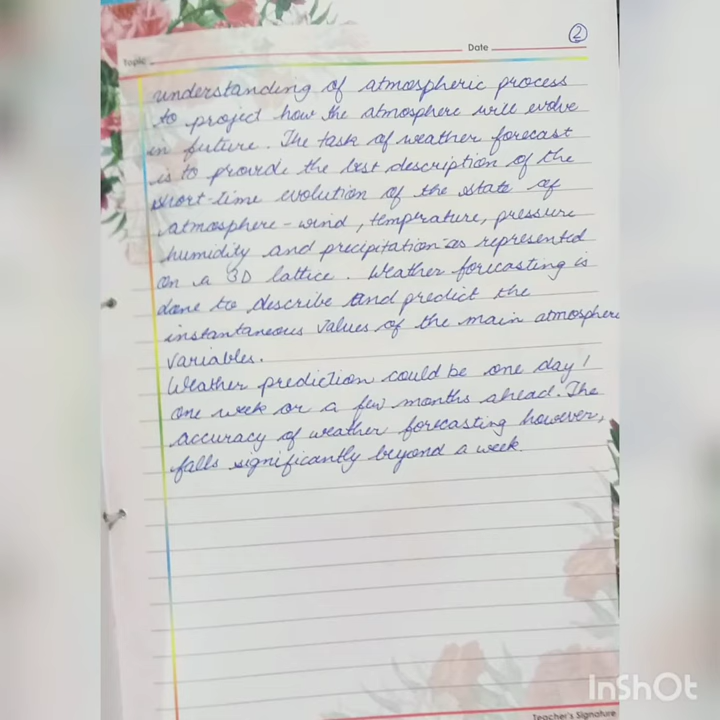 2
Topic Date
understanding of atmospheric process
to project how the atmosphere will evolve
in future. The task of weather forecast
is to provide the best description of the
short-time evolution of the state of
atmosphere - wind, temperature, pressure
humidity and precipitation - as represented
on a 3D lattice. Weather forecasting is
done to describe and predict the
instantaneous values of the main atmosphere
variables.
Weather prediction could be one day /
one week or a few months ahead. The
accuracy of weather forecasting however,
falls significantly beyond a week.
InShOt
Teacher's Signature